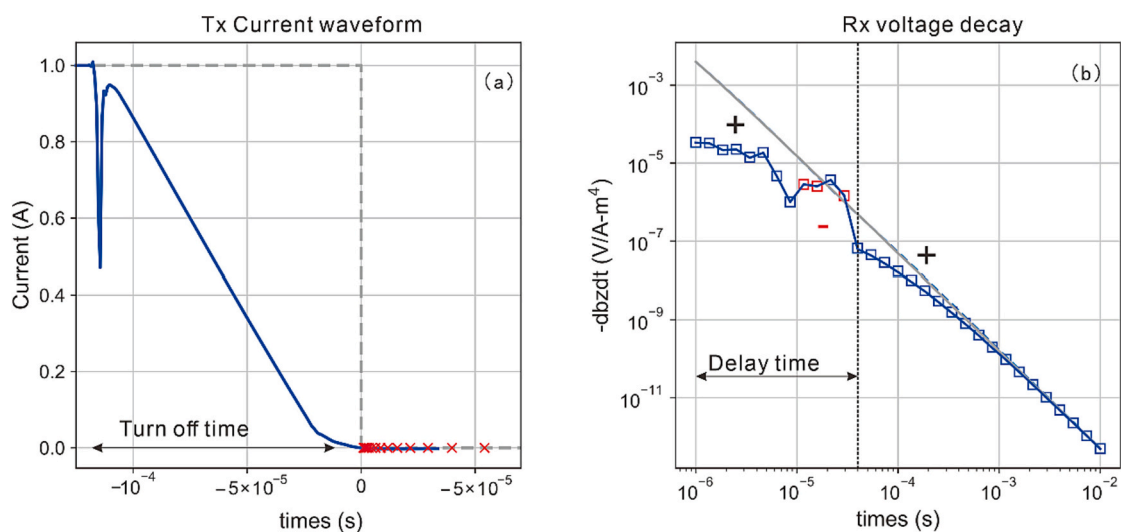 Tx Current waveform
(a)
1.0
0.8
0.6
0.4
0.2
0.0
Current (A)
Turn off time
−10⁻⁴
−5×10⁻⁵
0
−5×10⁻⁵
times (s)
Rx voltage decay
(b)
10⁻³
10⁻⁵
10⁻⁷
10⁻⁹
10⁻¹¹
-dbzdt (V/A-m⁴)
+
-
+
Delay time
10⁻⁶
10⁻⁵
10⁻⁴
10⁻³
10⁻²
times (s)